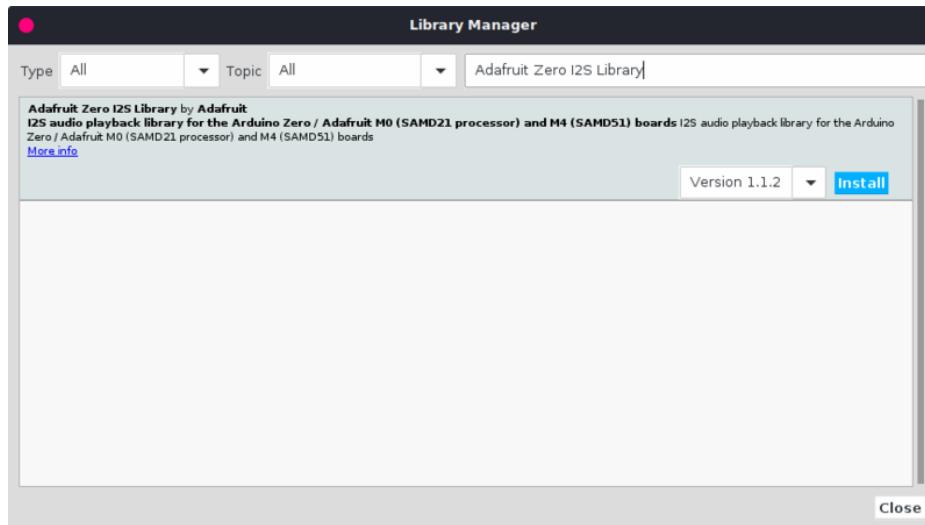 Library Manager
Type All Topic All Adafruit Zero I2S Library
Adafruit Zero I2S Library by Adafruit
I2S audio playback library for the Arduino Zero / Adafruit M0 (SAMD21 processor) and M4 (SAMD51) boards I2S audio playback library for the Arduino
Zero / Adafruit M0 (SAMD21 processor) and M4 (SAMD51) boards
More info
Version 1.1.2 Install
Close